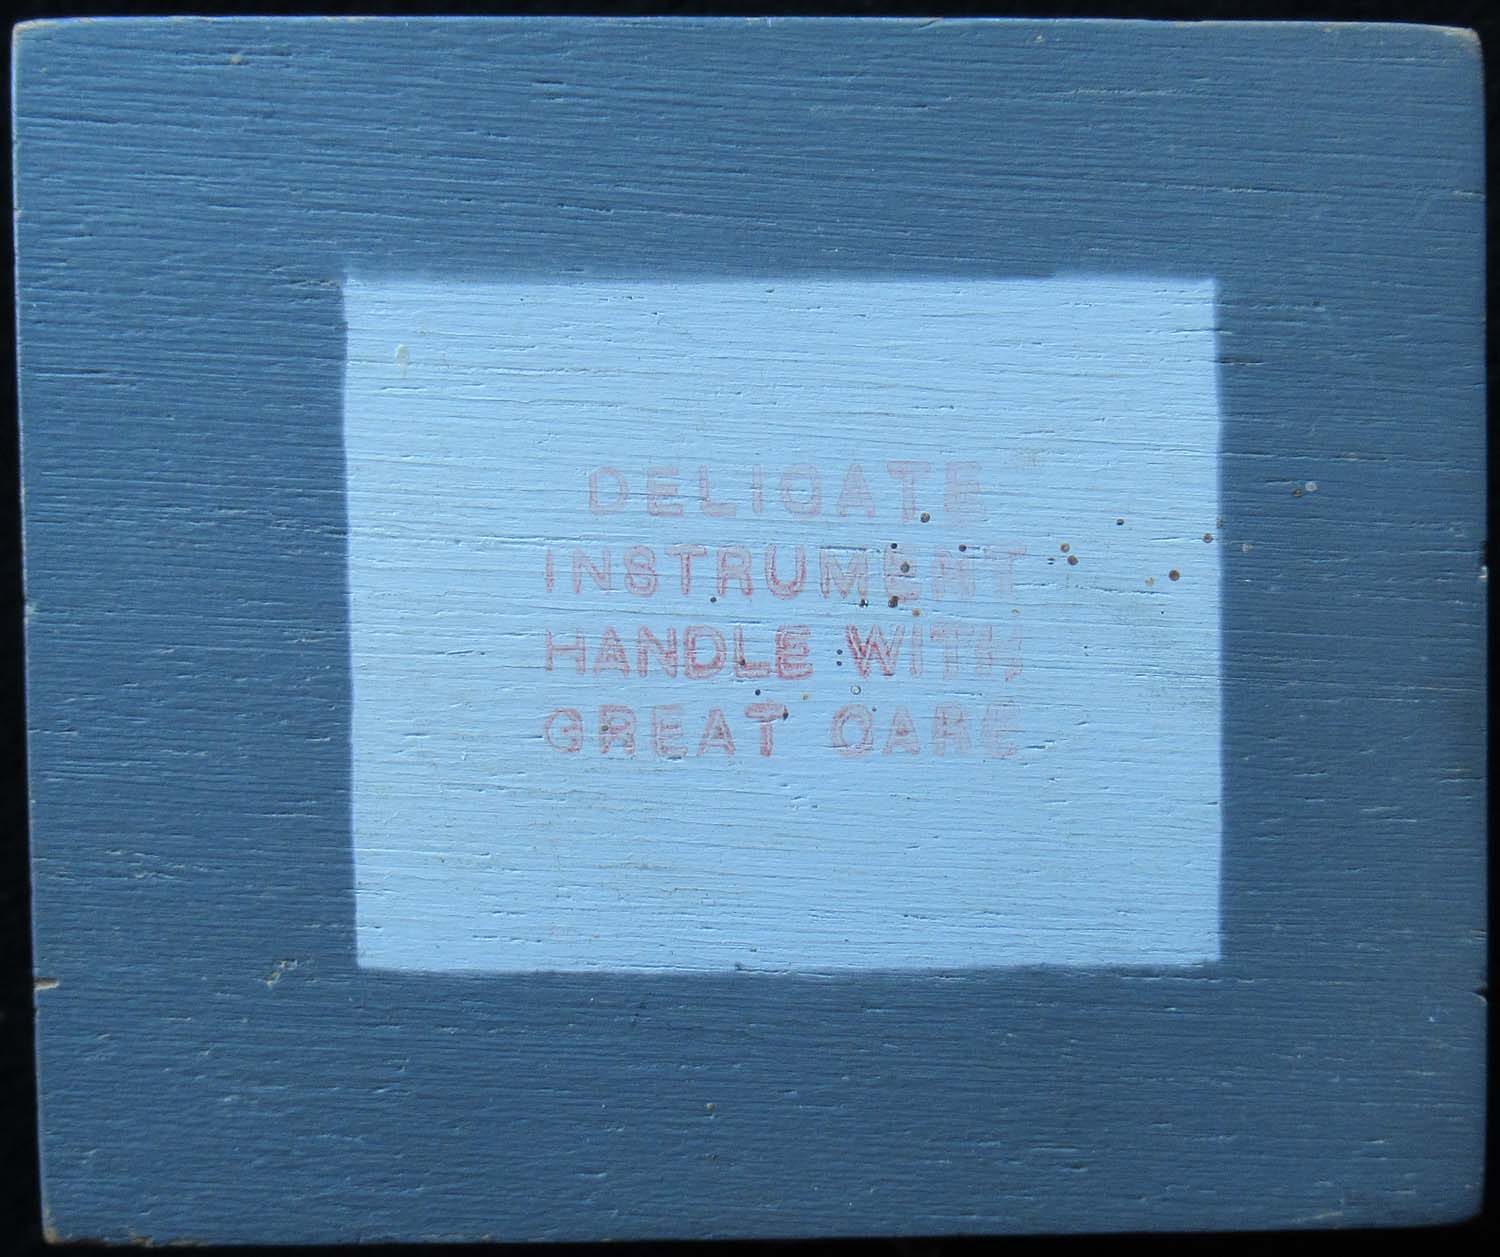 DELICATE
INSTRUMENT
HANDLE WITH
GREAT CARE